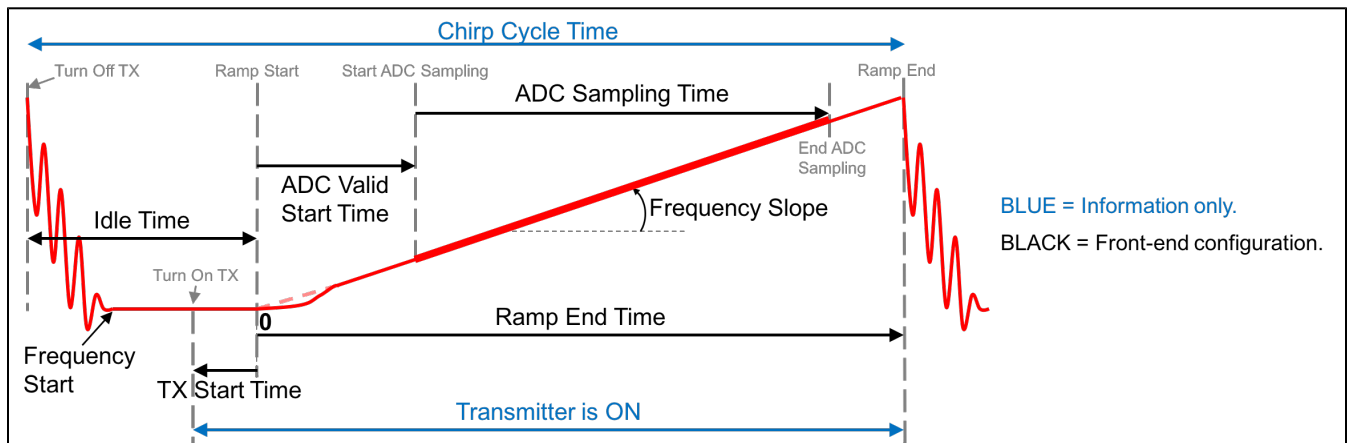 Chirp Cycle Time
Turn Off TX
Ramp Start
Start ADC Sampling
Ramp End
ADC Sampling Time
End ADC
Sampling
ADC Valid
Start Time
Idle Time
Frequency Slope
BLUE = Information only.
BLACK = Front-end configuration.
Turn On TX
0
Ramp End Time
Frequency
Start
TX Start Time
Transmitter is ON